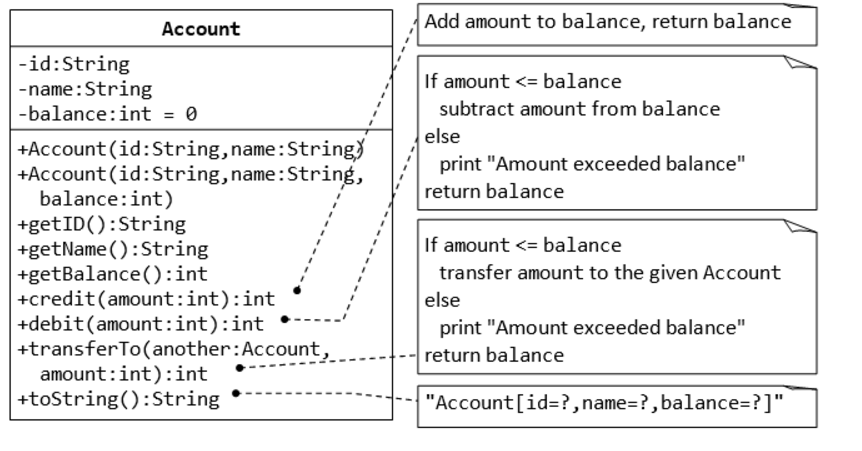 Account
-id:String
-name:String
-balance:int = 0
+Account(id:String,name:String)
+Account(id:String,name:String,
balance:int)
+getID():String
+getName():String
+getBalance():int
+credit(amount:int):int
+debit(amount:int):int
+transferTo(another:Account,
amount:int):int
+toString():String
Add amount to balance, return balance
If amount <= balance
subtract amount from balance
else
print "Amount exceeded balance"
return balance
If amount <= balance
transfer amount to the given Account
else
print "Amount exceeded balance"
return balance
"Account[id=?,name=?,balance=?]"